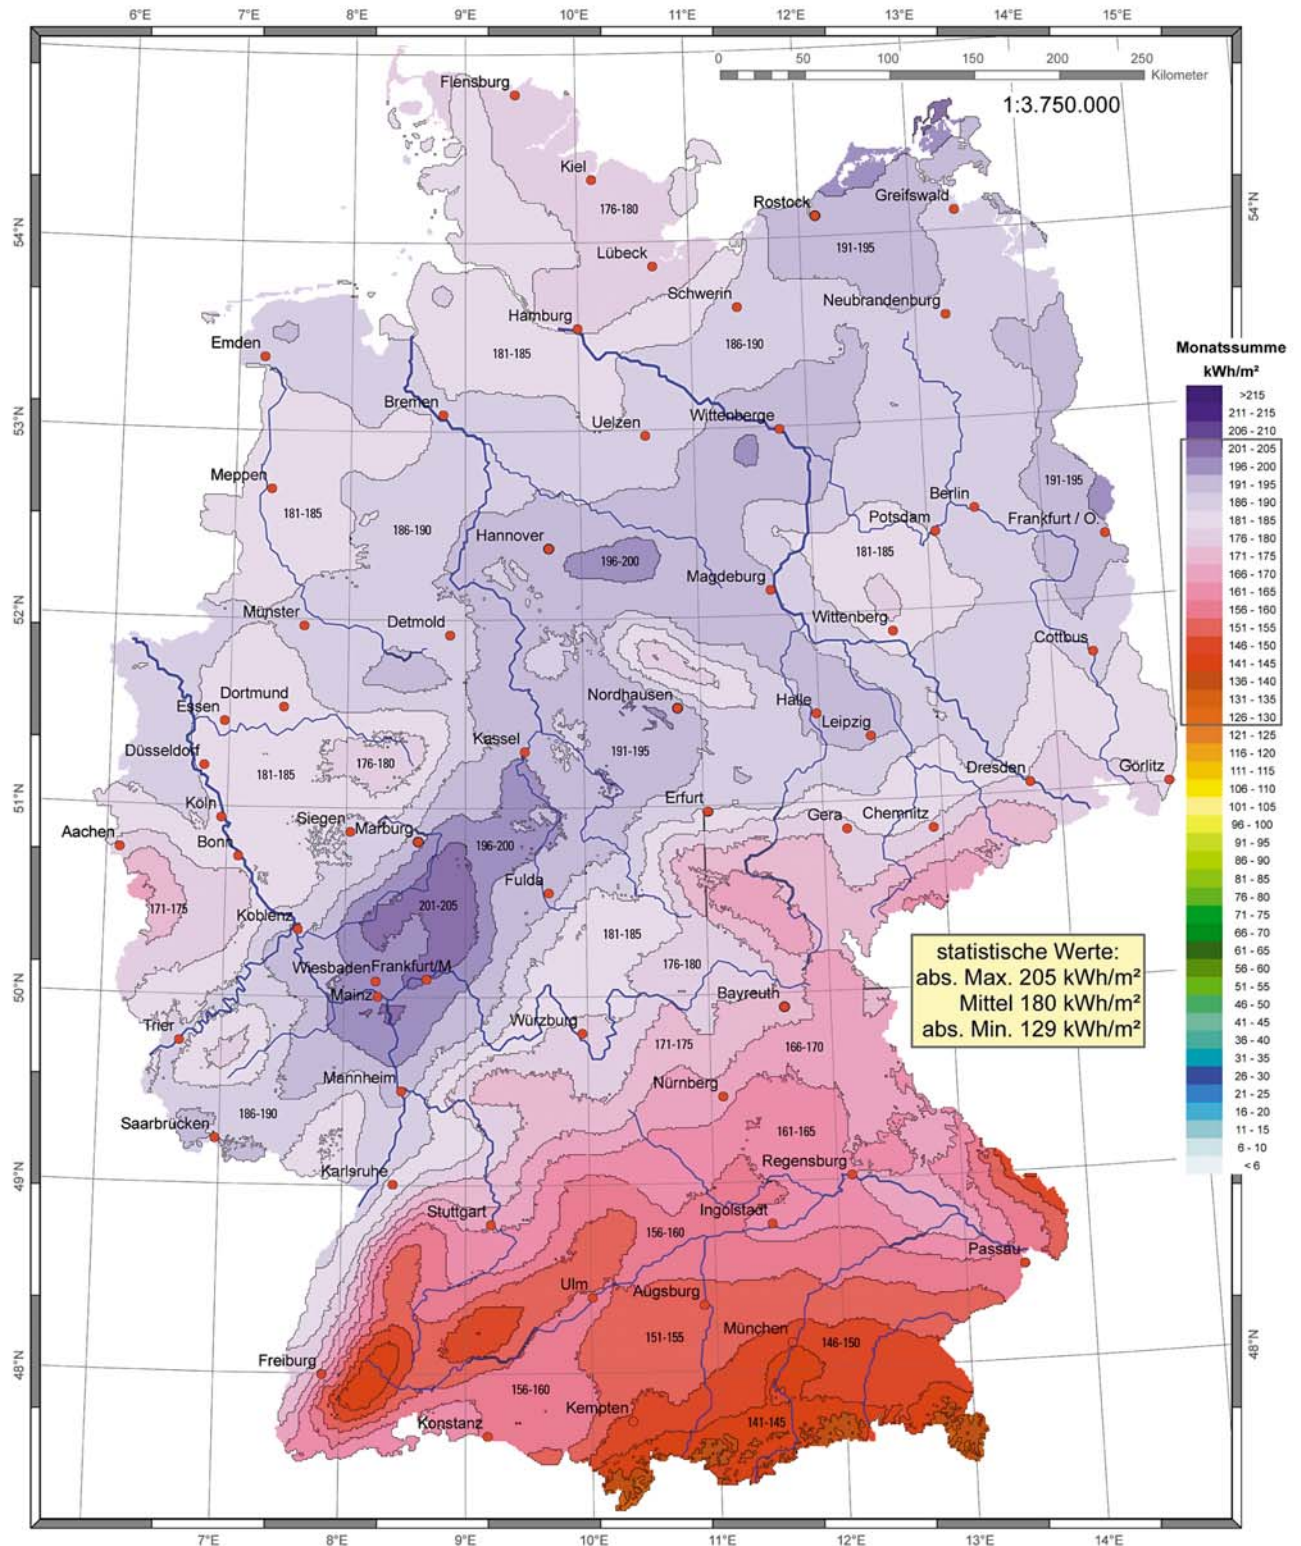 6°E 7°E 8°E 9°E 10°E 11°E 12°E 13°E 14°E 15°E
0 50 100 150 200 250
Kilometer
1:3.750.000
Flensburg
Kiel
176-180
Rostock
Greifswald
54°N
54°N
191-195
Lübeck
Schwerin
Neubrandenburg
Hamburg
Emden
181-185
186-190
Bremen
Uelzen
Wittenberge
53°N
Meppen
181-185
186-190
191-195
Berlin
Potsdam
Frankfurt / O.
Hannover
196-200
181-185
Magdeburg
52°N
Münster
Detmold
Wittenberg
Cottbus
Dortmund
Essen
Nordhausen
Halle
Leipzig
Düsseldorf
Kassel
191-195
176-180
181-185
Dresden
Görlitz
51°N
Köln
Siegen
Marburg
Erfurt
Gera
Chemnitz
Aachen
Bonn
196-200
Fulda
171-175
Koblenz
201-205
181-185
176-180
Wiesbaden
Frankfurt/M.
Mainz
50°N
Bayreuth
Trier
Würzburg
171-175
166-170
Mannheim
Nürnberg
186-190
Saarbrücken
161-165
Regensburg
49°N
Karlsruhe
Stuttgart
Ingolstadt
156-160
Passau
Ulm
Augsburg
151-155
München
146-150
48°N
48°N
Freiburg
156-160
Kempten
Konstanz
141-145
7°E 8°E 9°E 10°E 11°E 12°E 13°E 14°E
Monatssumme
kWh/m²
>215
211 - 215
206 - 210
201 - 205
196 - 200
191 - 195
186 - 190
181 - 185
176 - 180
171 - 175
166 - 170
161 - 165
156 - 160
151 - 155
146 - 150
141 - 145
136 - 140
131 - 135
126 - 130
121 - 125
116 - 120
111 - 115
106 - 110
101 - 105
96 - 100
91 - 95
86 - 90
81 - 85
76 - 80
71 - 75
66 - 70
61 - 65
56 - 60
51 - 55
46 - 50
41 - 45
36 - 40
31 - 35
26 - 30
21 - 25
16 - 20
11 - 15
6 - 10
< 6
statistische Werte:
abs. Max. 205 kWh/m²
Mittel 180 kWh/m²
abs. Min. 129 kWh/m²